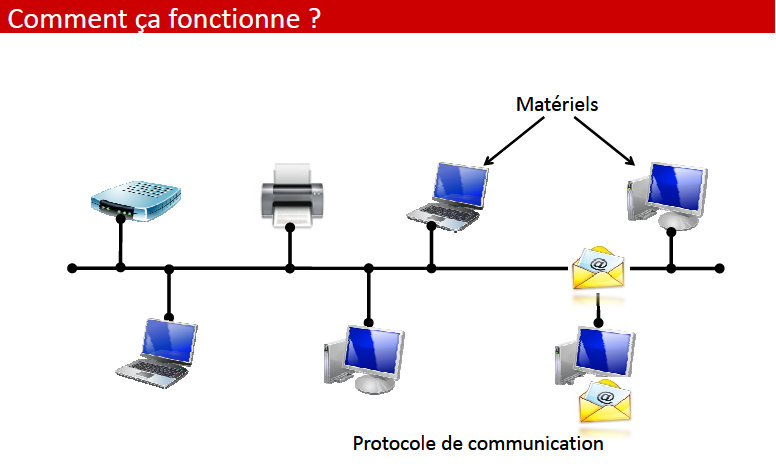 Comment ça fonctionne ?
Matériels
@
@
Protocole de communication